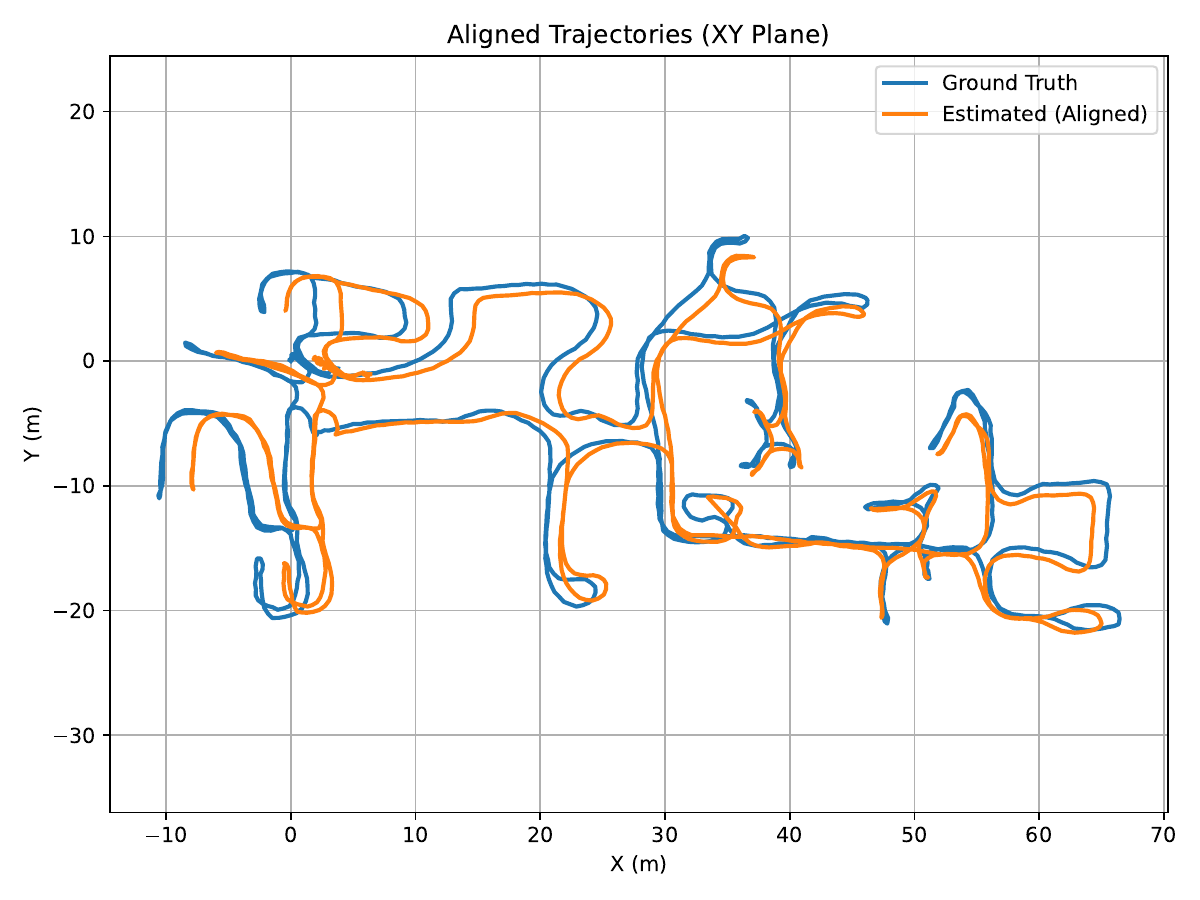 Aligned Trajectories (XY Plane)
Ground Truth
Estimated (Aligned)
20
10
0
−10
−20
−30
Y (m)
−10 0 10 20 30 40 50 60 70
X (m)